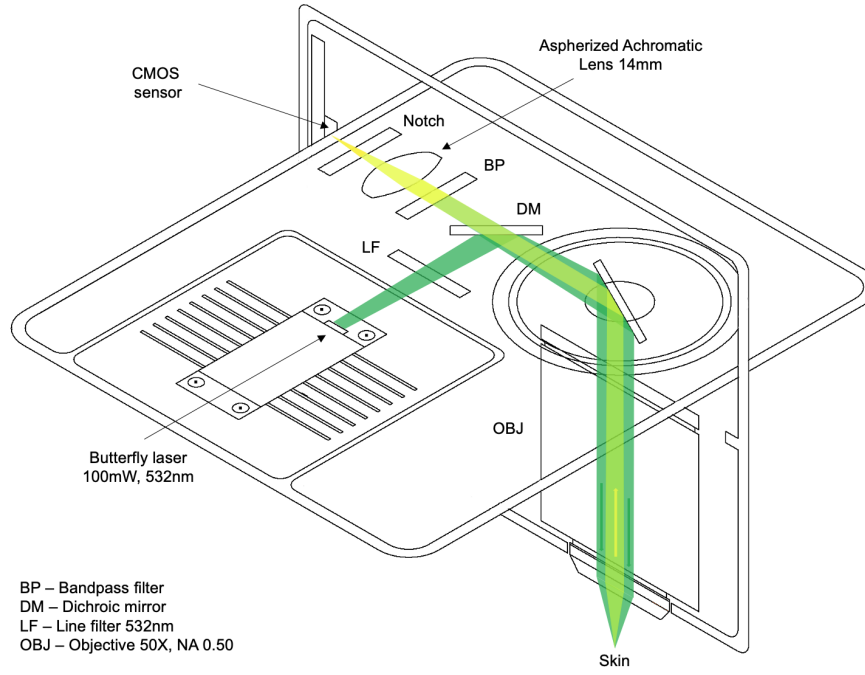 Aspherized Achromatic
Lens 14mm
CMOS
sensor
Notch
BP
DM
LF
OBJ
Butterfly laser
100mW, 532nm
BP – Bandpass filter
DM – Dichroic mirror
LF – Line filter 532nm
OBJ – Objective 50X, NA 0.50
Skin